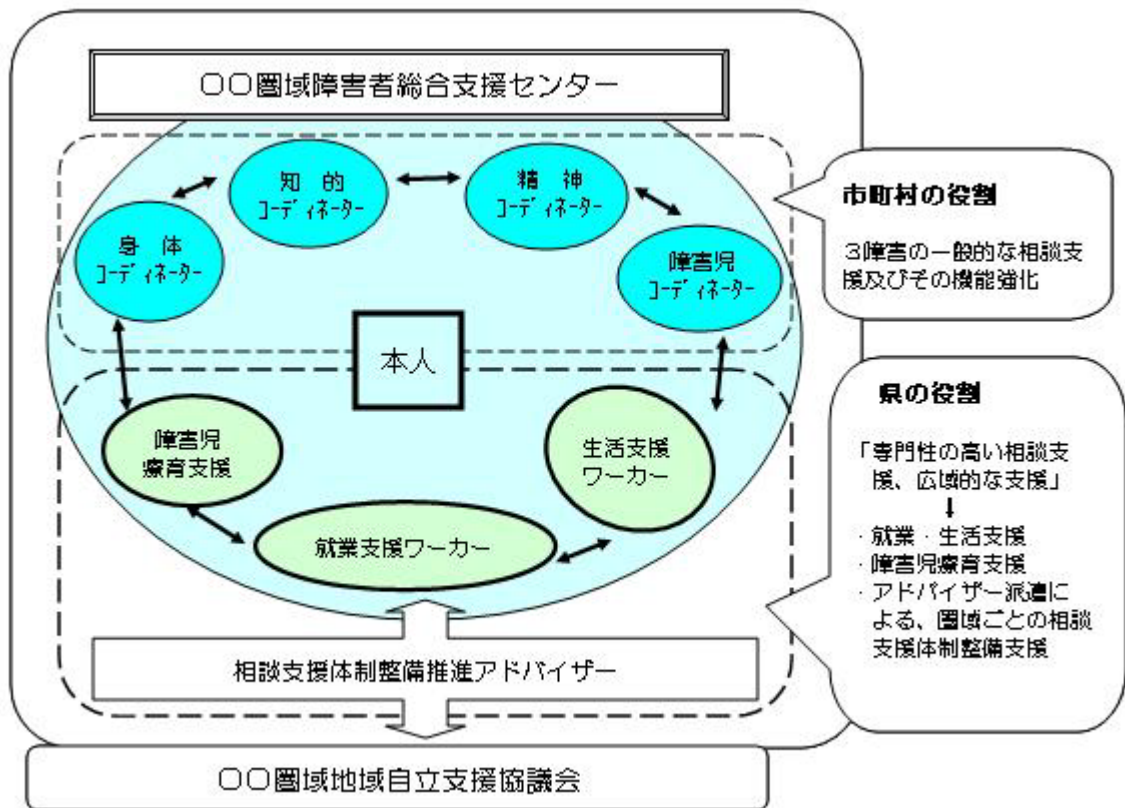 〇〇圏域障害者総合支援センター
知 的
ｺｰﾃﾞｨﾈｰﾀｰ
精 神
ｺｰﾃﾞｨﾈｰﾀｰ
身 体
ｺｰﾃﾞｨﾈｰﾀｰ
障害児
ｺｰﾃﾞｨﾈｰﾀｰ
本人
障害児
療育支援
生活支援
ワーカー
就業支援ワーカー
相談支援体制整備推進アドバイザー
〇〇圏域地域自立支援協議会
市町村の役割
３障害の一般的な相談支
援及びその機能強化
県の役割
「専門性の高い相談支
援、広域的な支援」
・就業・生活支援
・障害児療育支援
・アドバイザー派遣に
よる、圏域ごとの相談
支援体制整備支援